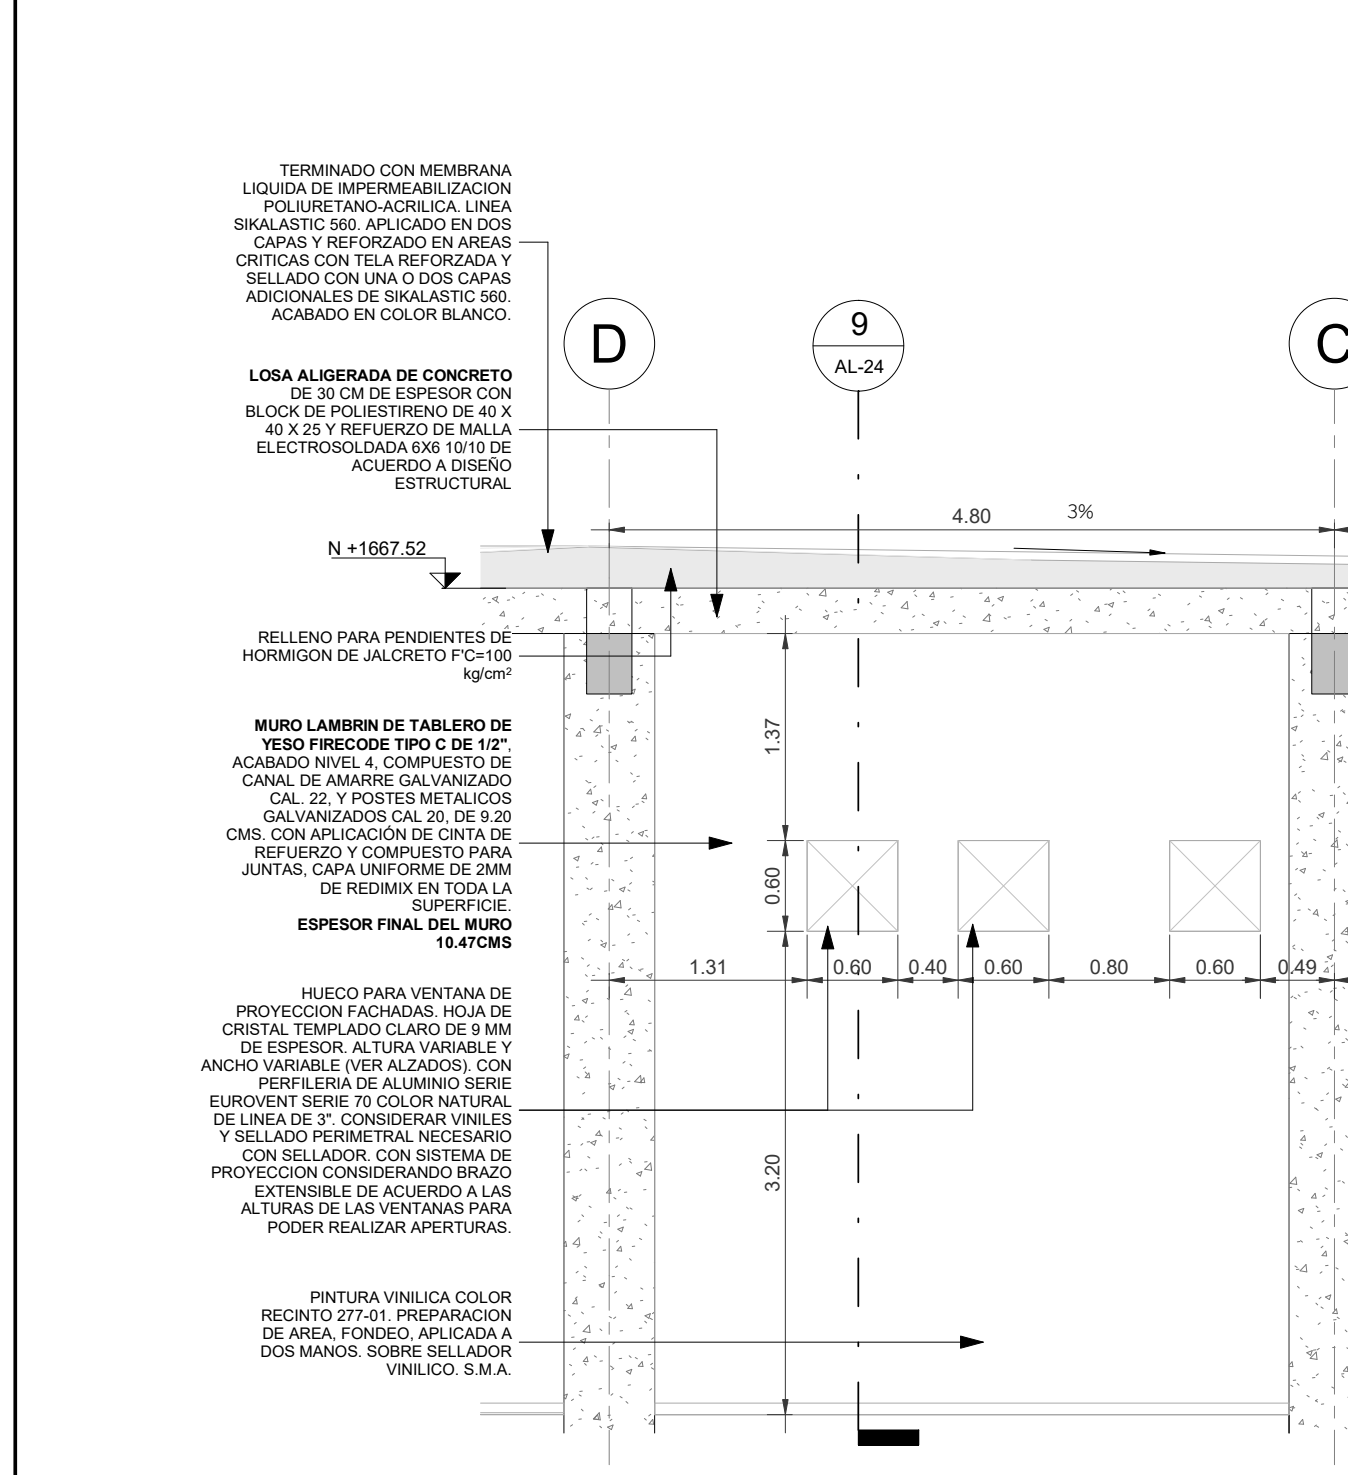 TERMINADO CON MEMBRANA
LIQUIDA DE IMPERMEABILIZACION
POLIURETANO-ACRILICA. LINEA
SIKALASTIC 560. APLICADO EN DOS
CAPAS Y REFORZADO EN AREAS
CRITICAS CON TELA REFORZADA Y
SELLADO CON UNA O DOS CAPAS
ADICIONALES DE SIKALASTIC 560.
ACABADO EN COLOR BLANCO.
D
9
AL-24
C
LOSA ALIGERADA DE CONCRETO
DE 30 CM DE ESPESOR CON
BLOCK DE POLIESTIRENO DE 40 X
40 X 25 Y REFUERZO DE MALLA
ELECTROSOLDADA 6X6 10/10 DE
ACUERDO A DISEÑO
ESTRUCTURAL
4.80
3%
N +1667.52
RELLENO PARA PENDIENTES DE
HORMIGON DE JALCRETO F'C=100
kg/cm²
MURO LAMBRIN DE TABLERO DE
YESO FIRECODE TIPO C DE 1/2",
ACABADO NIVEL 4, COMPUESTO DE
CANAL DE AMARRE GALVANIZADO
CAL. 22, Y POSTES METALICOS
GALVANIZADOS CAL 20, DE 9.20
CMS. CON APLICACIÓN DE CINTA DE
REFUERZO Y COMPUESTO PARA
JUNTAS, CAPA UNIFORME DE 2MM
DE REDIMIX EN TODA LA
SUPERFICIE.
ESPESOR FINAL DEL MURO
10.47CMS
1.37
0.60
3.20
1.31
0.60
0.40
0.60
0.80
0.60
0.49
HUECO PARA VENTANA DE
PROYECCION FACHADAS. HOJA DE
CRISTAL TEMPLADO CLARO DE 9 MM
DE ESPESOR. ALTURA VARIABLE Y
ANCHO VARIABLE (VER ALZADOS). CON
PERFILERIA DE ALUMINIO SERIE
EUROVENT SERIE 70 COLOR NATURAL
DE LINEA DE 3". CONSIDERAR VINILES
Y SELLADO PERIMETRAL NECESARIO
CON SELLADOR. CON SISTEMA DE
PROYECCION CONSIDERANDO BRAZO
EXTENSIBLE DE ACUERDO A LAS
ALTURAS DE LAS VENTANAS PARA
PODER REALIZAR APERTURAS.
PINTURA VINILICA COLOR
RECINTO 277-01. PREPARACION
DE AREA, FONDEO, APLICADA A
DOS MANOS. SOBRE SELLADOR
VINILICO. S.M.A.